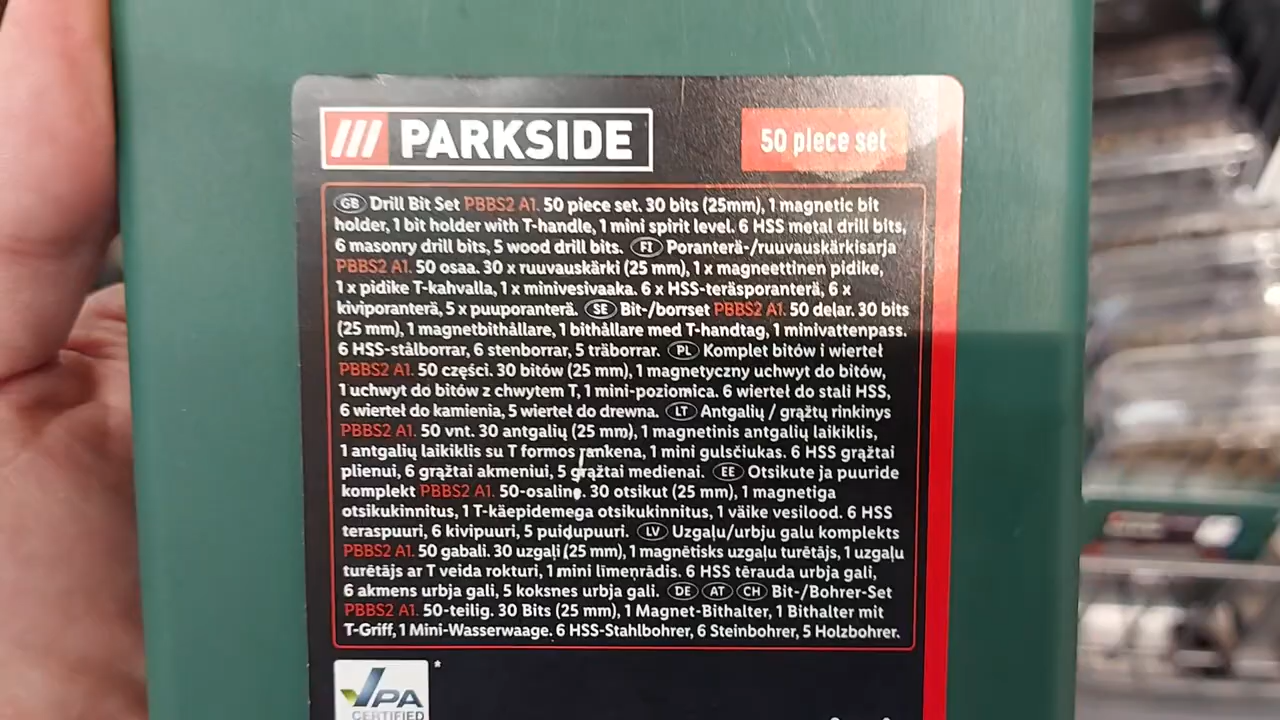 PARKSIDE
50 piece set
GB Drill Bit Set PBBS2 A1. 50 piece set. 30 bits (25mm), 1 magnetic bit
holder, 1 bit holder with T-handle, 1 mini spirit level. 6 HSS metal drill bits,
6 masonry drill bits, 5 wood drill bits. FI Poranterä-/ruuvauskärkisarja
PBBS2 A1. 50 osaa. 30 x ruuvauskärki (25 mm), 1 x magneettinen pidike,
1 x pidike T-kahvalla, 1 x minivesivaaka. 6 x HSS-teräsporanterä, 6 x
kiviporanterä, 5 x puuporanterä. SE Bit-/borrset PBBS2 A1. 50 delar. 30 bits
(25 mm), 1 magnetbithållare, 1 bithållare med T-handtag, 1 minivattenpass.
6 HSS-stålborrar, 6 stenborrar, 5 träborrar. PL Komplet bitów i wierteł
PBBS2 A1. 50 części. 30 bitów (25 mm), 1 magnetyczny uchwyt do bitów,
1 uchwyt do bitów z chwytem T, 1 mini-poziomica. 6 wierteł do stali HSS,
6 wierteł do kamienia, 5 wierteł do drewna. LT Antgalių / grąžtų rinkinys
PBBS2 A1. 50 vnt. 30 antgalių (25 mm), 1 magnetinis antgalių laikiklis,
1 antgalių laikiklis su T formos rankena, 1 mini gulsčiukas. 6 HSS grąžtai
plienui, 6 grąžtai akmeniui, 5 grąžtai medienai. EE Otsikute ja puuride
komplekt PBBS2 A1. 50-osaline. 30 otsikut (25 mm), 1 magnetiga
otsikukinnitus, 1 T-käepidemega otsikukinnitus, 1 väike vesilood. 6 HSS
teraspuuri, 6 kivipuuri, 5 puidupuuri. LV Uzgaļu/urbju galu komplekts
PBBS2 A1. 50 gabali. 30 uzgaļi (25 mm), 1 magnētisks uzgaļu turētājs, 1 uzgaļu
turētājs ar T veida rokturi, 1 mini līmeņrādis. 6 HSS tērauda urbja gali,
6 akmens urbja gali, 5 koksnes urbja gali. DE AT CH Bit-/Bohrer-Set
PBBS2 A1. 50-teilig. 30 Bits (25 mm), 1 Magnet-Bithalter, 1 Bithalter mit
T-Griff, 1 Mini-Wasserwaage. 6 HSS-Stahlbohrer, 6 Steinbohrer, 5 Holzbohrer.
VPA *
CERTIFIED